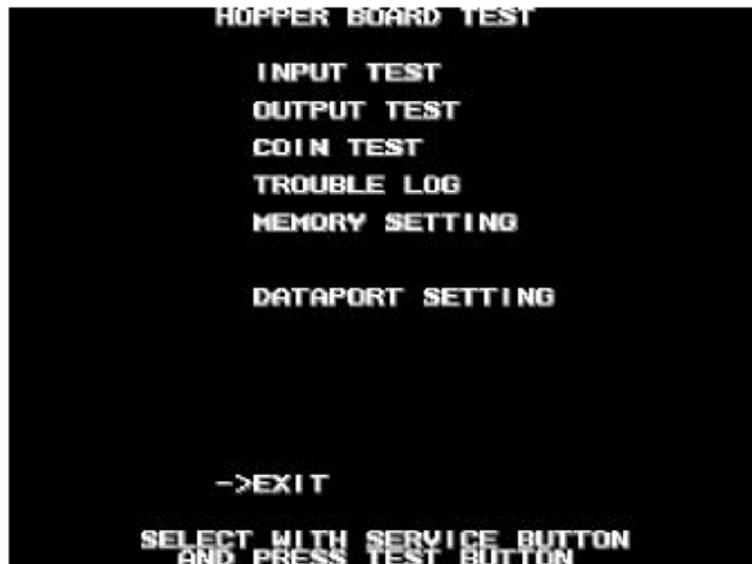 HOPPER BOARD TEST
INPUT TEST
OUTPUT TEST
COIN TEST
TROUBLE LOG
MEMORY SETTING
DATAPORT SETTING
->EXIT
SELECT WITH SERVICE BUTTON
AND PRESS TEST BUTTON